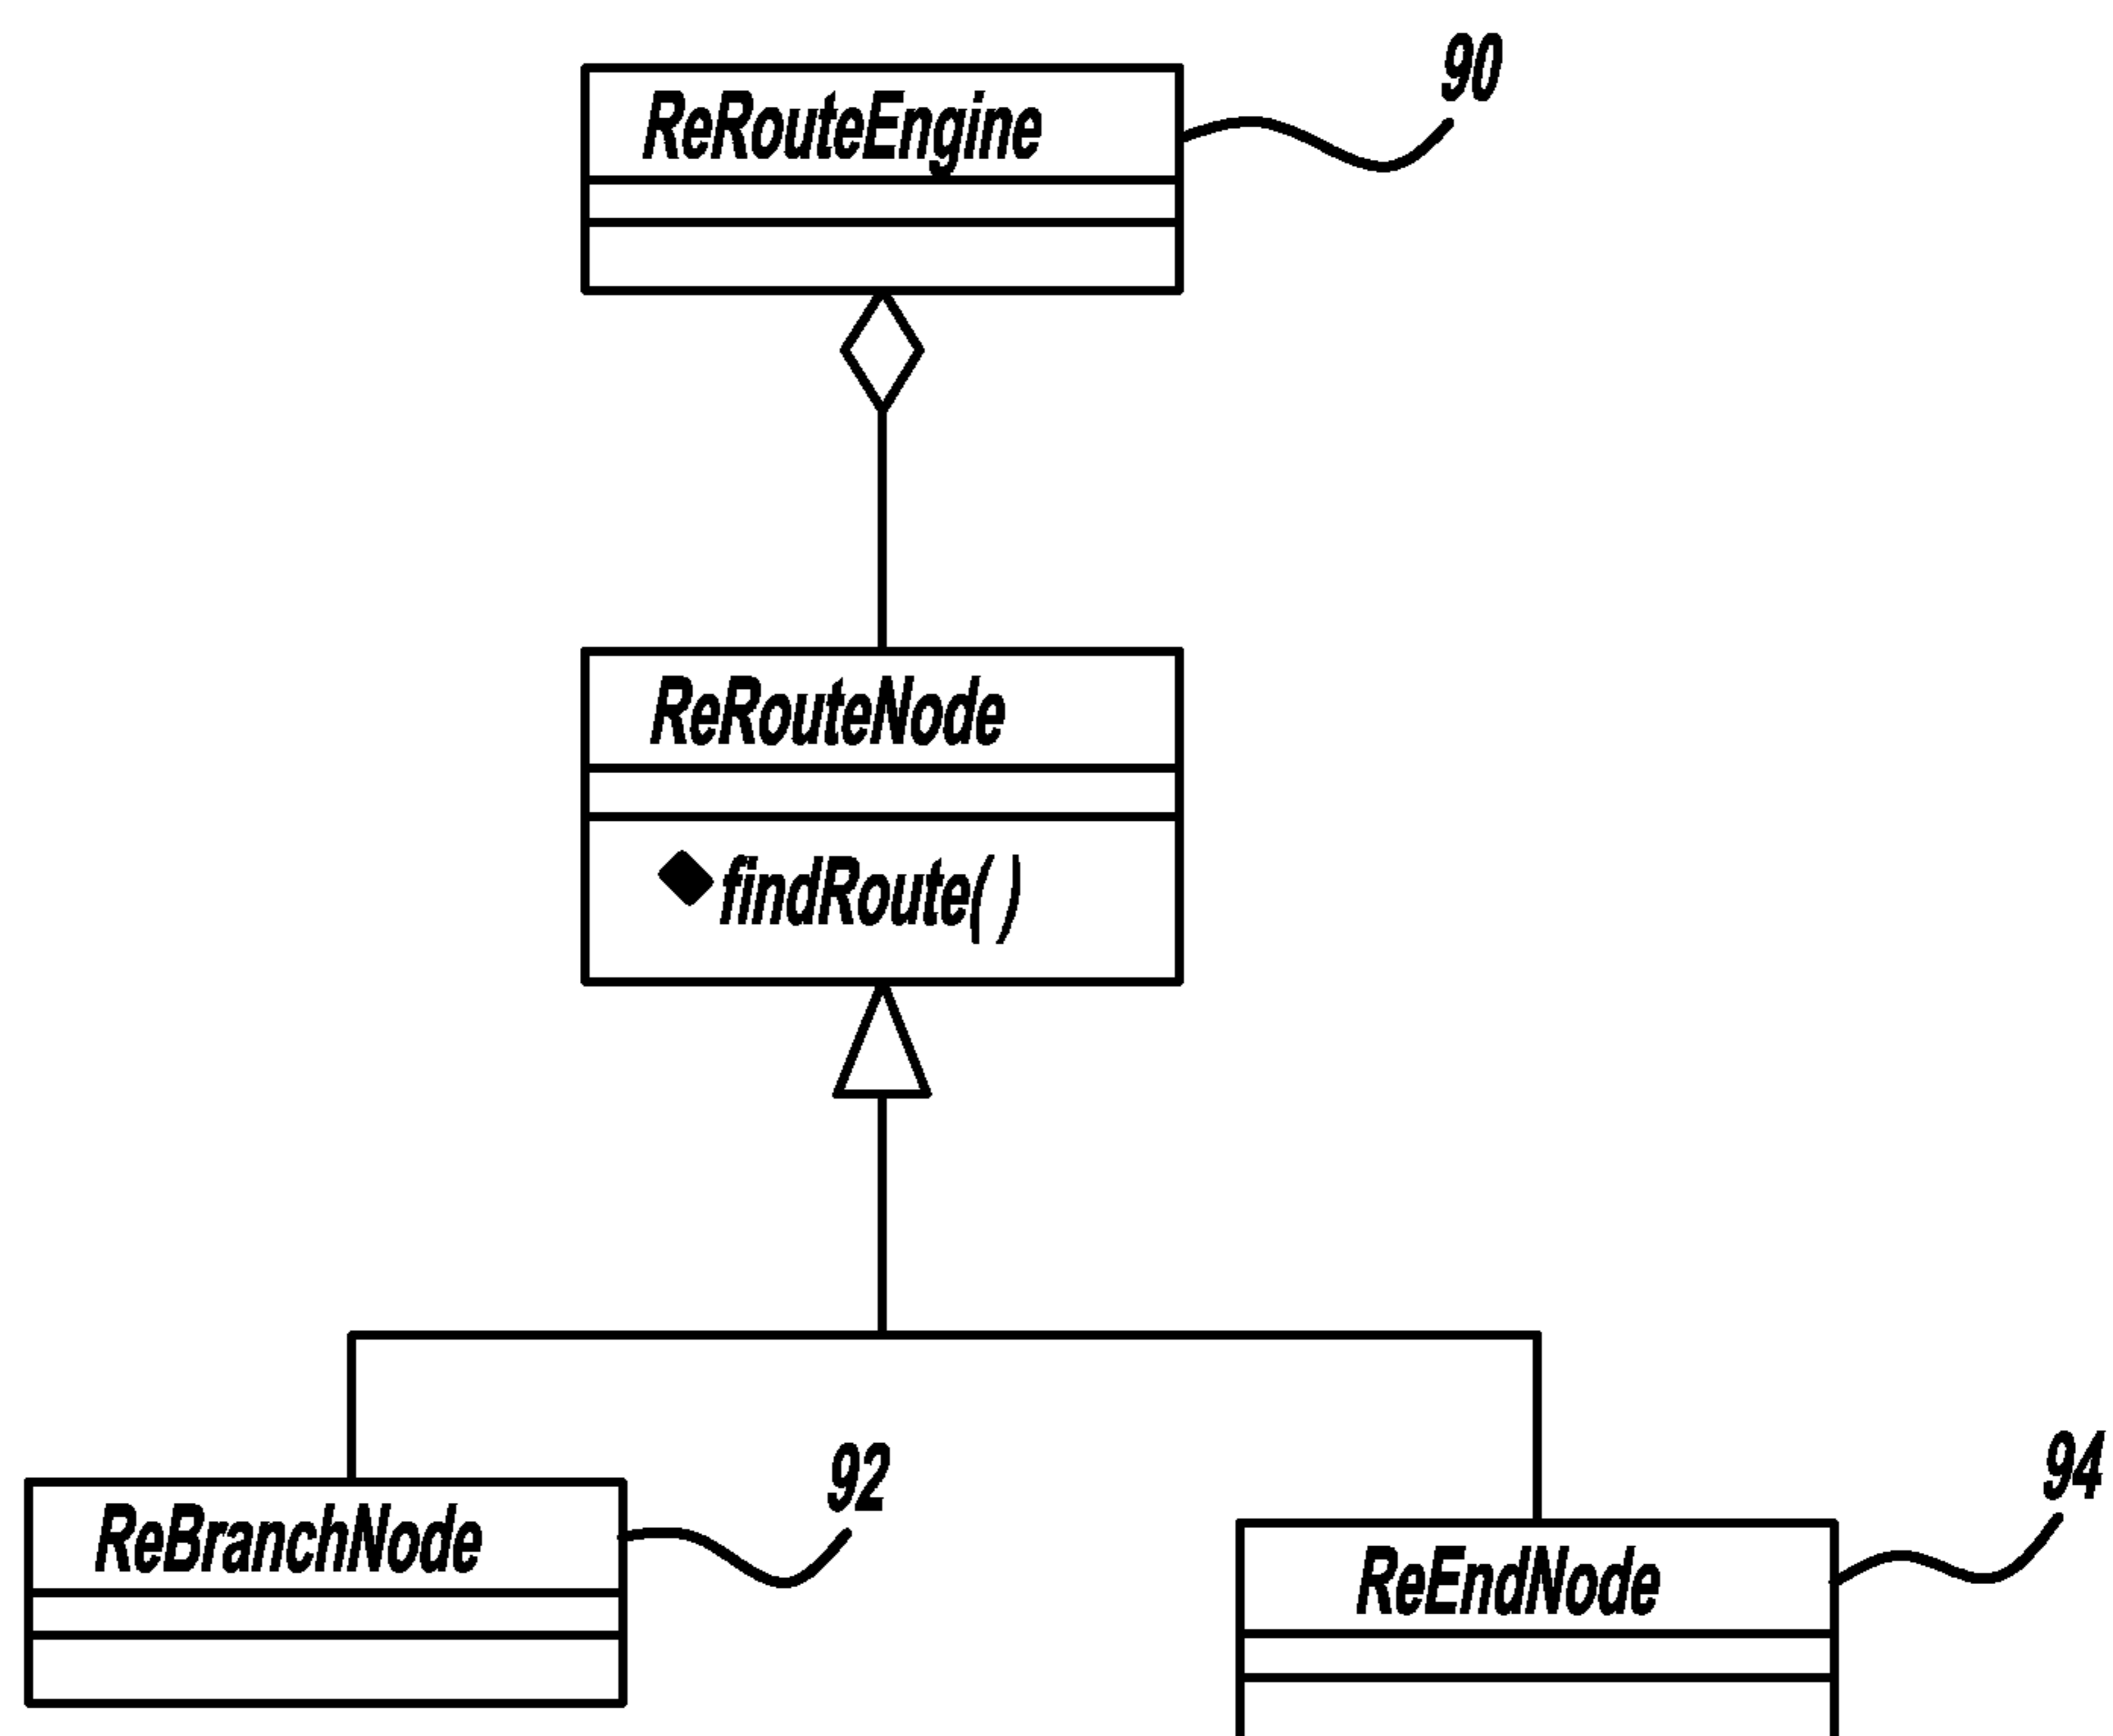 90
ReRouteEngine
ReRouteNode
findRoute( )
92
94
ReBranchNode
ReEndNode